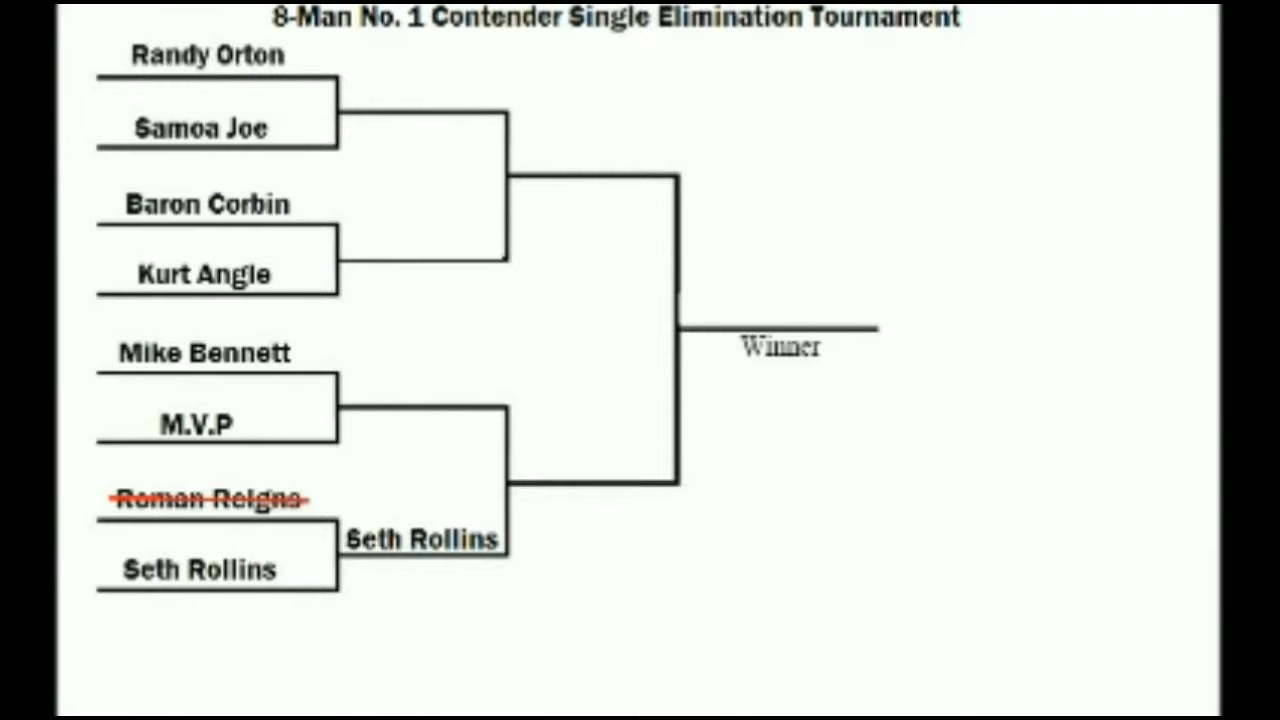 8-Man No. 1 Contender Single Elimination Tournament
Randy Orton
Samoa Joe
Baron Corbin
Kurt Angle
Winner
Mike Bennett
M.V.P
Roman Reigns
Seth Rollins
Seth Rollins